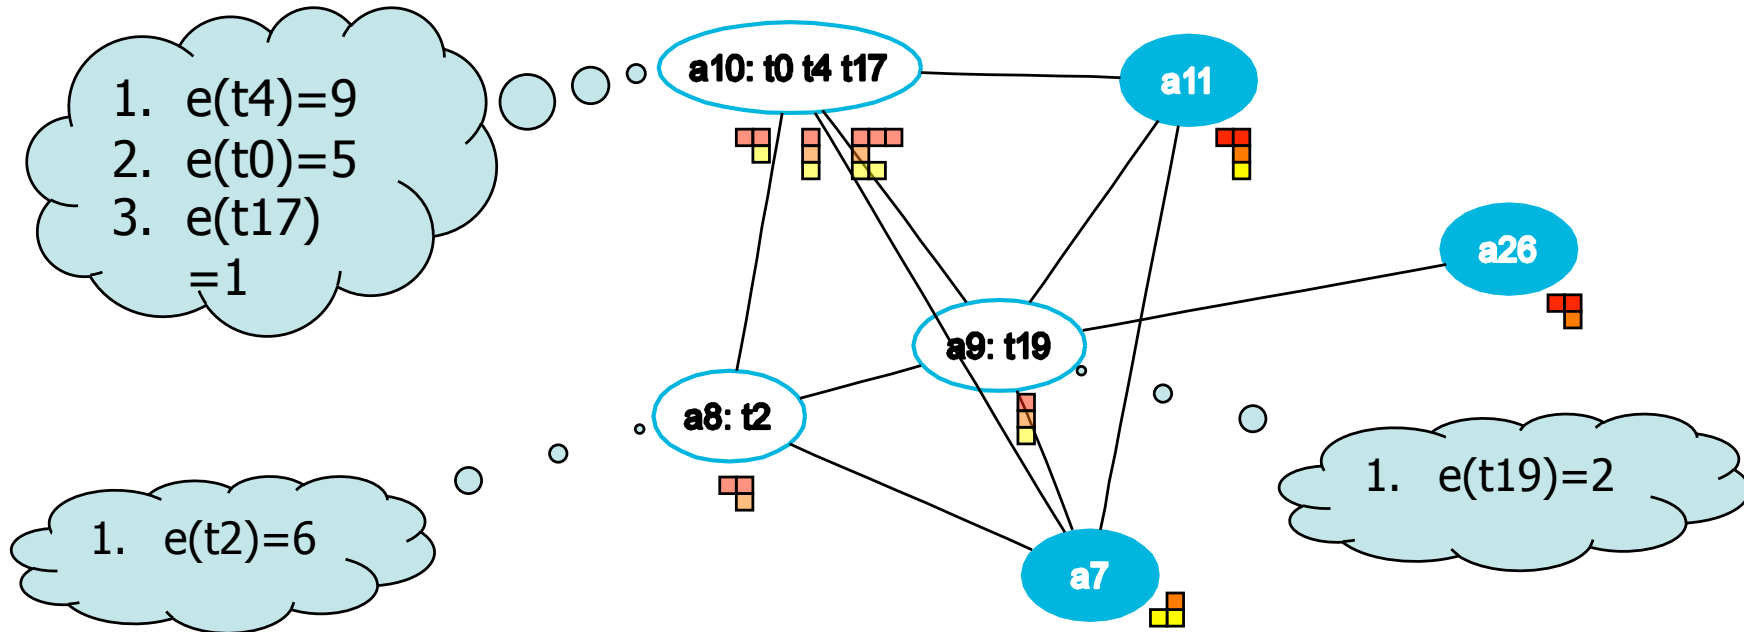 a10: t0 t4 t17
a11
1. e(t4)=9
2. e(t0)=5
3. e(t17)
=1
a26
a9: t19
a8: t2
1. e(t19)=2
1. e(t2)=6
a7